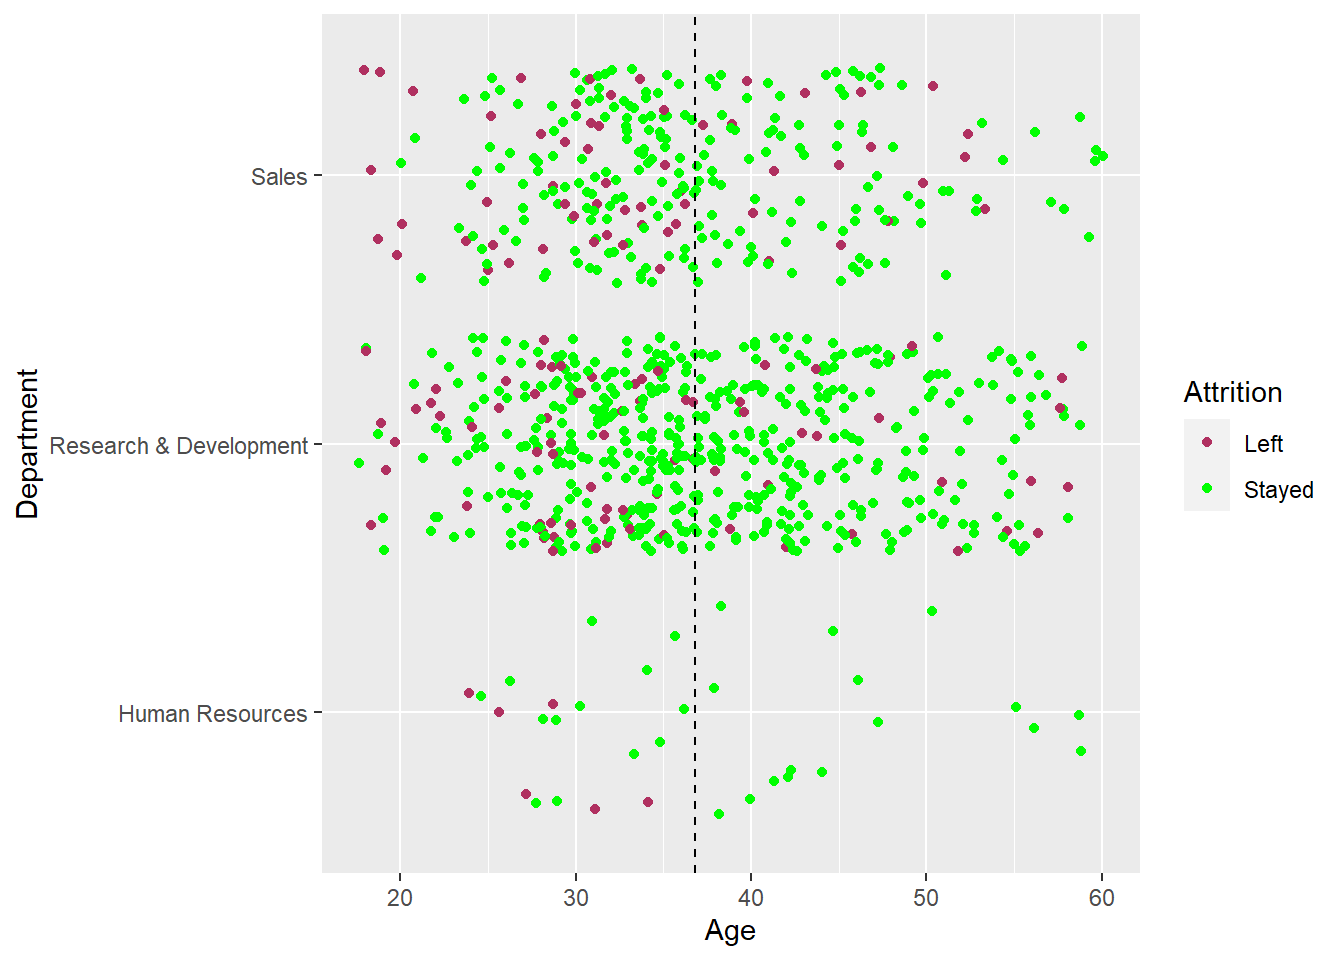 Department
Sales
Research & Development
Human Resources
20 30 40 50 60
Age
Attrition
Left
Stayed